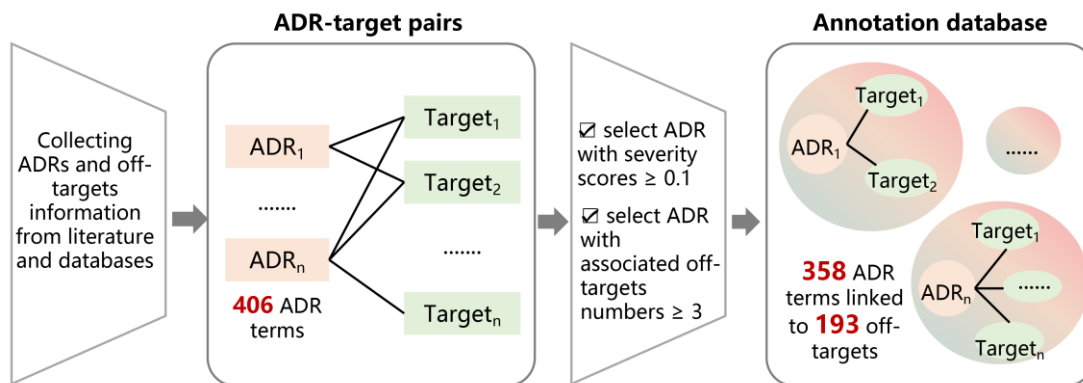 ADR-target pairs
Annotation database
Collecting
ADRs and off-
targets
information
from literature
and databases
ADR₁
.......
ADRₙ
406 ADR
terms
Target₁
Target₂
.......
Targetₙ
☑ select ADR
with severity
scores ≥ 0.1
☑ select ADR
with
associated off-
targets
numbers ≥ 3
Target₁
ADR₁
Target₂
......
358 ADR
terms linked
to 193 off-
targets
Target₁
ADRₙ
......
Targetₙ